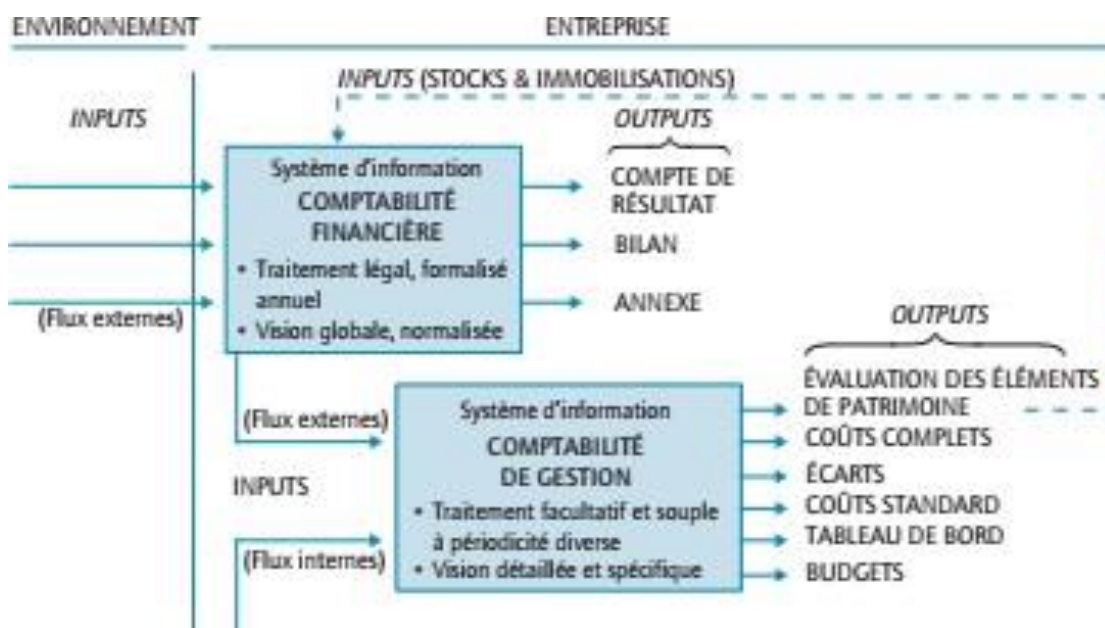 ENVIRONNEMENT
ENTREPRISE
INPUTS (STOCKS & IMMOBILISATIONS)
INPUTS
OUTPUTS
Système d'information
COMPTABILITÉ
FINANCIÈRE
• Traitement légal, formalisé
annuel
• Vision globale, normalisée
COMPTE DE
RÉSULTAT
BILAN
ANNEXE
(Flux externes)
OUTPUTS
(Flux externes)
INPUTS
(Flux internes)
Système d'information
COMPTABILITÉ
DE GESTION
• Traitement facultatif et souple
à périodicité diverse
• Vision détaillée et spécifique
ÉVALUATION DES ÉLÉMENTS
DE PATRIMOINE
COÛTS COMPLETS
ÉCARTS
COÛTS STANDARD
TABLEAU DE BORD
BUDGETS